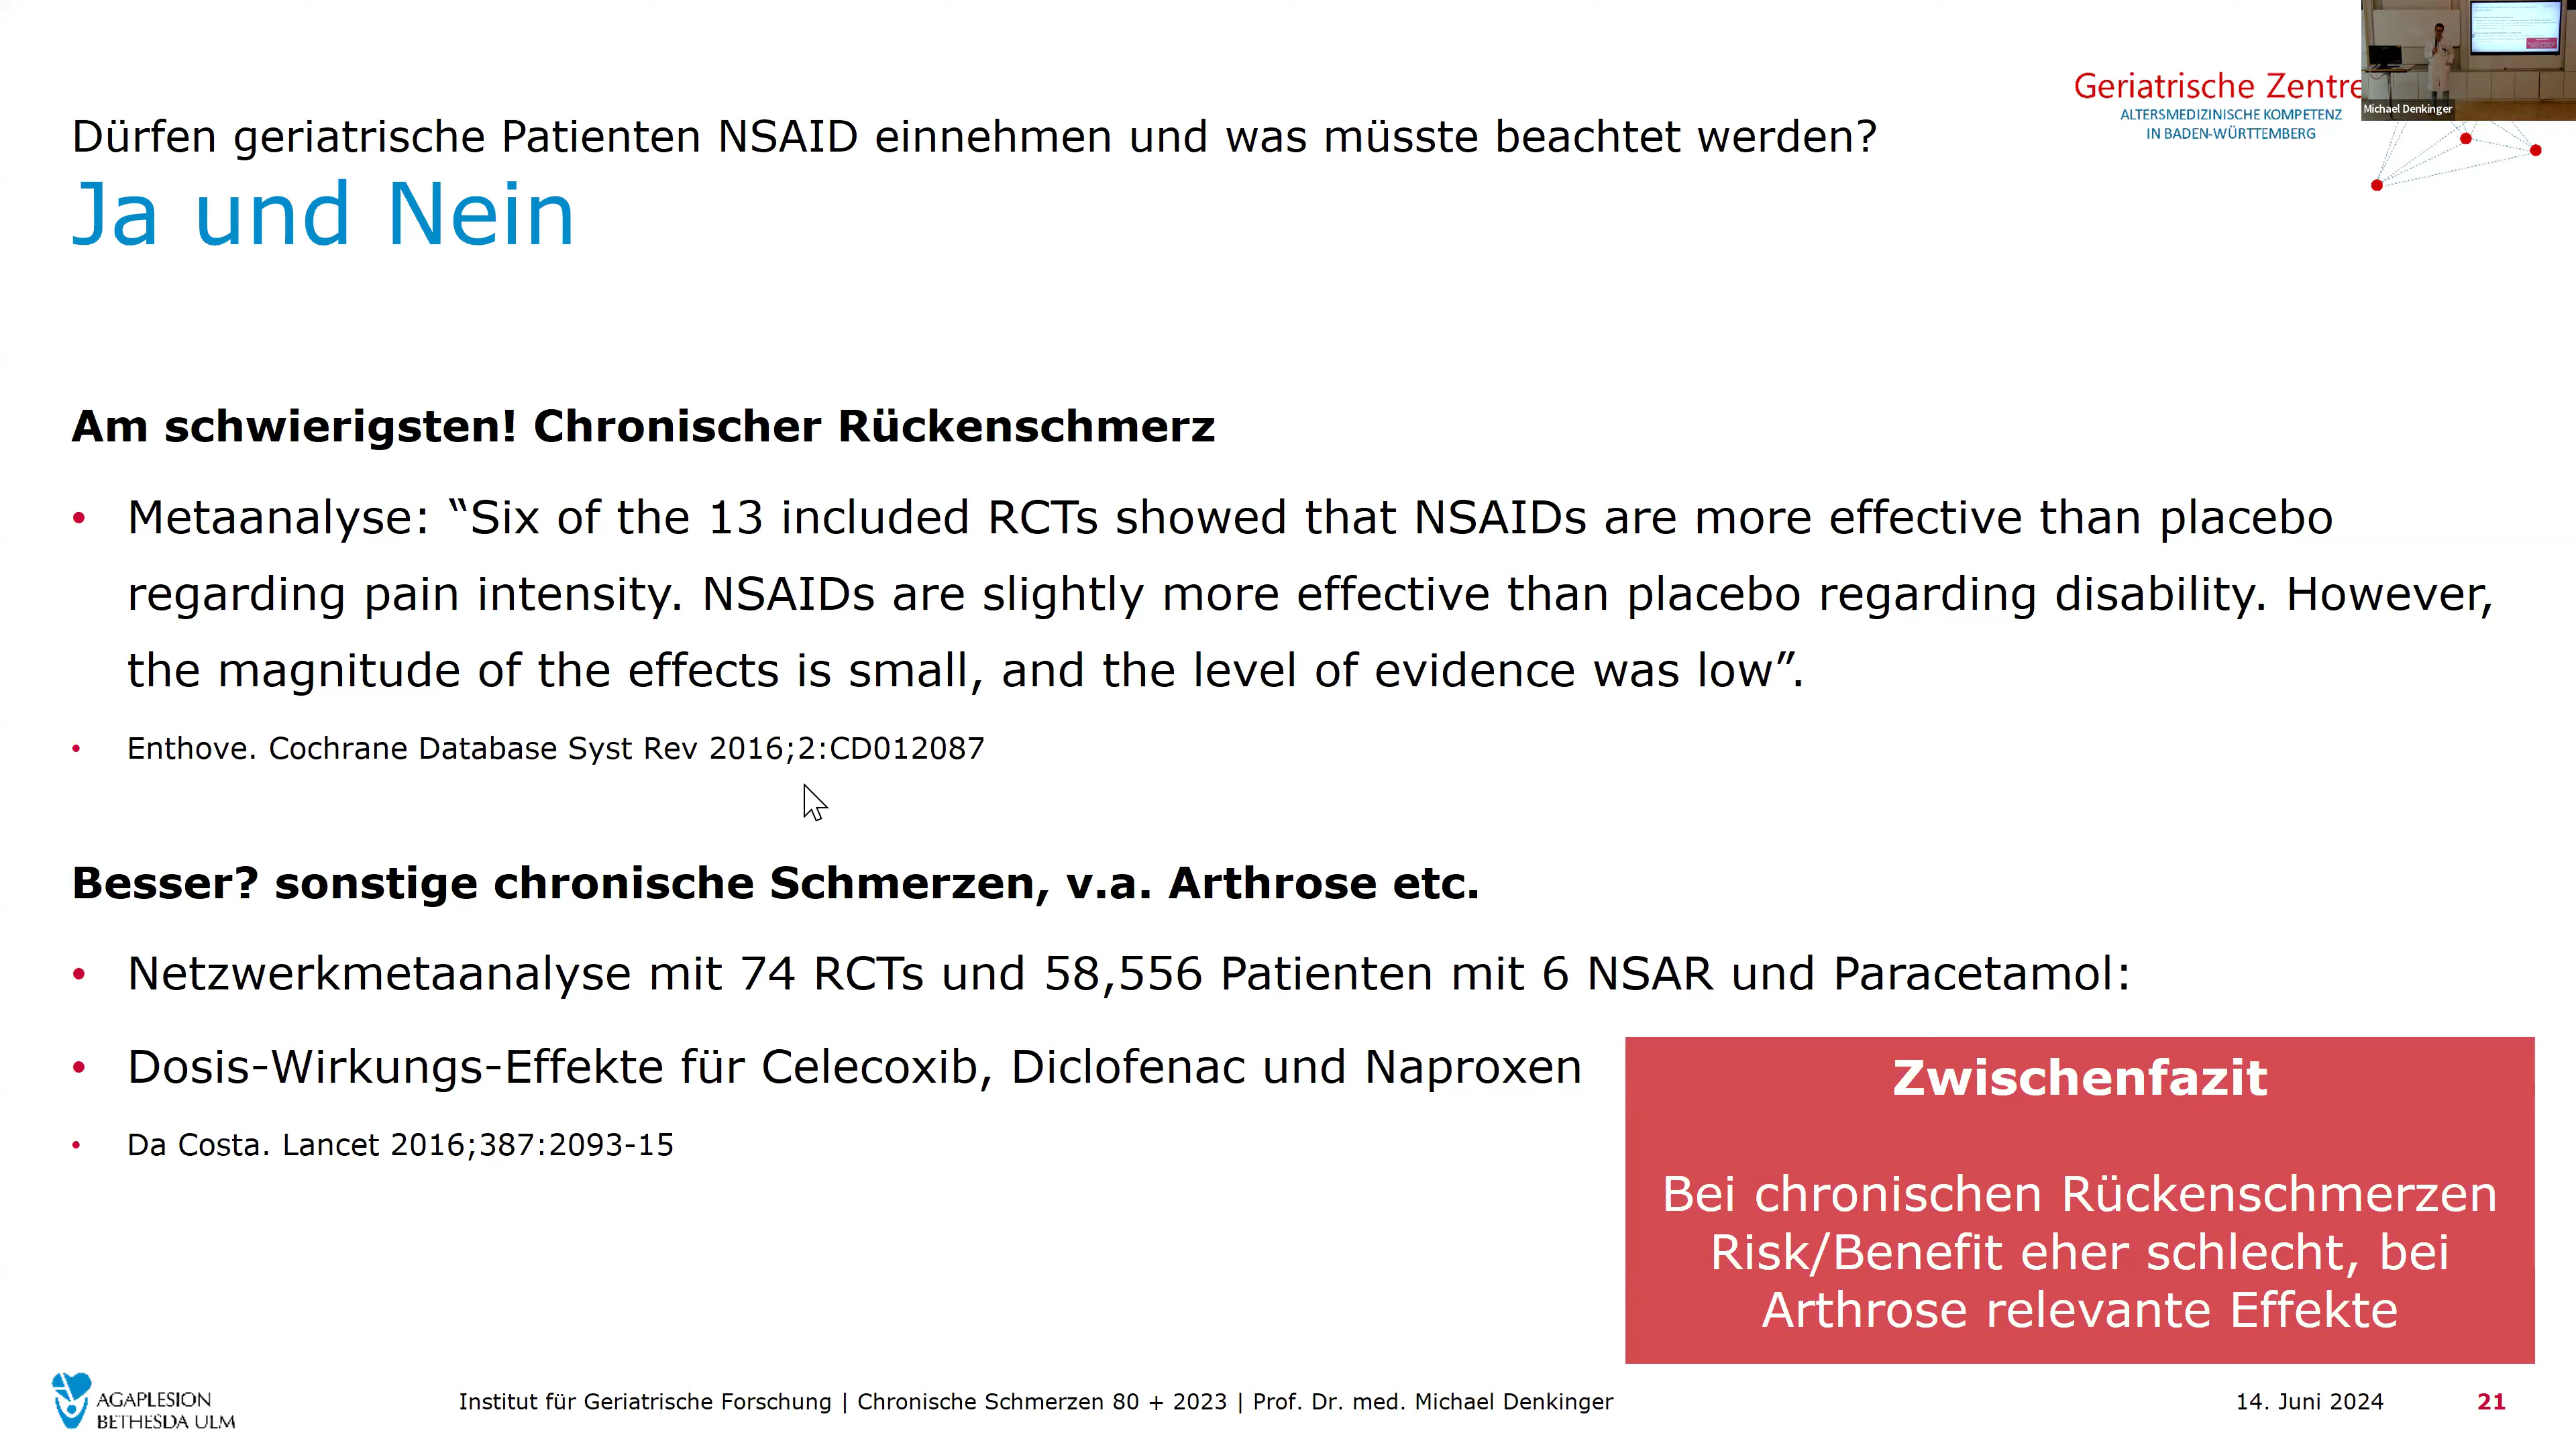 Geriatrische Zentre
ALTERSMEDIZINISCHE KOMPETENZ
IN BADEN-WÜRTTEMBERG
Michael Denkinger
Dürfen geriatrische Patienten NSAID einnehmen und was müsste beachtet werden?
Ja und Nein
Am schwierigsten! Chronischer Rückenschmerz
• Metaanalyse: “Six of the 13 included RCTs showed that NSAIDs are more effective than placebo
regarding pain intensity. NSAIDs are slightly more effective than placebo regarding disability. However,
the magnitude of the effects is small, and the level of evidence was low”.
• Enthove. Cochrane Database Syst Rev 2016;2:CD012087
Besser? sonstige chronische Schmerzen, v.a. Arthrose etc.
• Netzwerkmetaanalyse mit 74 RCTs und 58,556 Patienten mit 6 NSAR und Paracetamol:
• Dosis-Wirkungs-Effekte für Celecoxib, Diclofenac und Naproxen
• Da Costa. Lancet 2016;387:2093-15
Zwischenfazit
Bei chronischen Rückenschmerzen
Risk/Benefit eher schlecht, bei
Arthrose relevante Effekte
AGAPLESION
BETHESDA ULM
Institut für Geriatrische Forschung | Chronische Schmerzen 80 + 2023 | Prof. Dr. med. Michael Denkinger
14. Juni 2024
21